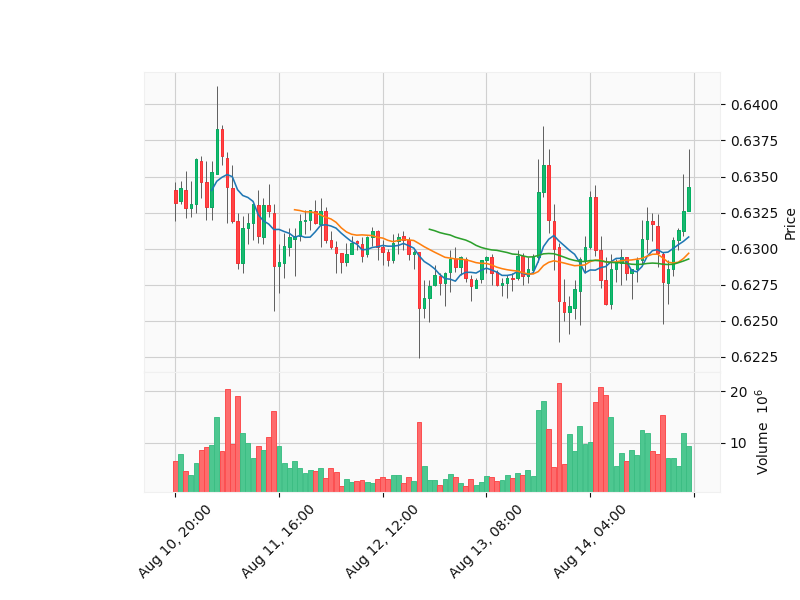 0.6400
0.6375
0.6350
0.6325
0.6300
0.6275
0.6250
0.6225
Price
20
10
Volume 10^6
Aug 10, 20:00
Aug 11, 16:00
Aug 12, 12:00
Aug 13, 08:00
Aug 14, 04:00